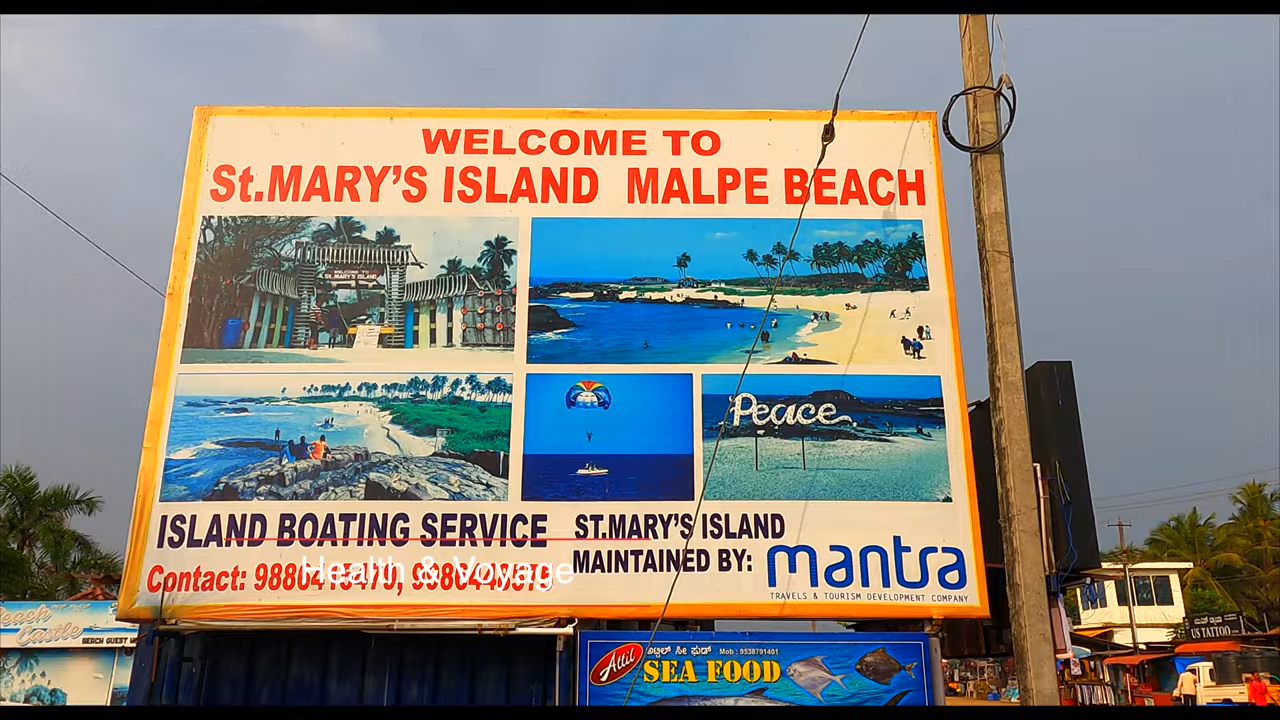 WELCOME TO
St.MARY'S ISLAND MALPE BEACH
WELCOME TO
St.MARY'S ISLAND
Peace
ISLAND BOATING SERVICE
Contact:
Health & Voyage
ST.MARY'S ISLAND
MAINTAINED BY:
mantra
TRAVELS & TOURISM DEVELOPMENT COMPANY
Beach
Castle
BEACH GUEST
Attil
ಅಟ್ಟಿಲ್ ಸೀ ಫುಡ್ Mob : 9538791401
SEA FOOD
US TATTOO